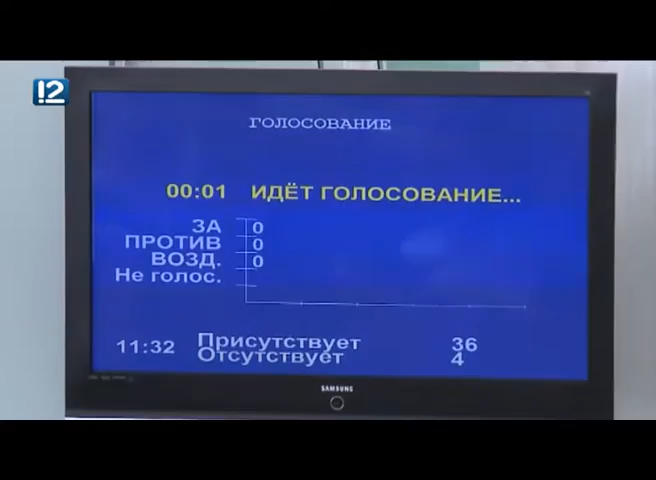 12
ГОЛОСОВАНИЕ
00:01 ИДЁТ ГОЛОСОВАНИЕ...
ЗА 0
ПРОТИВ 0
ВОЗД. 0
Не голос.
11:32 Присутствует 36
Отсутствует 4
SAMSUNG